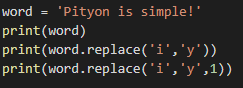 word = 'Pityon is simple!'
print(word)
print(word.replace('i','y'))
print(word.replace('i','y',1))